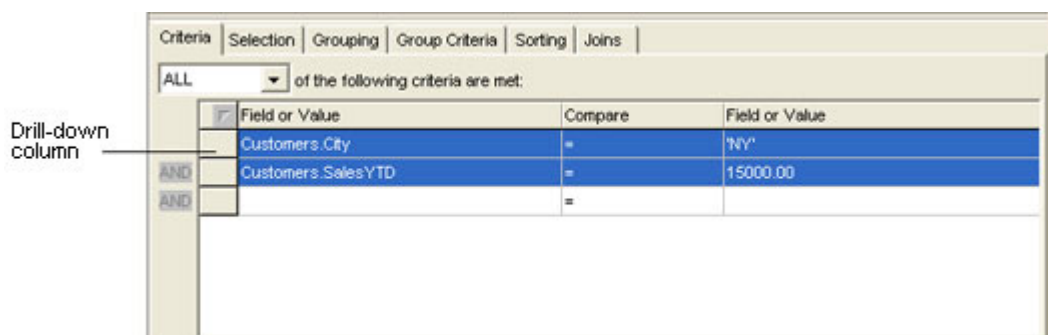 Criteria Selection Grouping Group Criteria Sorting Joins
ALL of the following criteria are met:
Field or Value Compare Field or Value
Drill-down column
Customers.City = 'NY'
AND Customers.SalesYTD = 15000.00
AND =